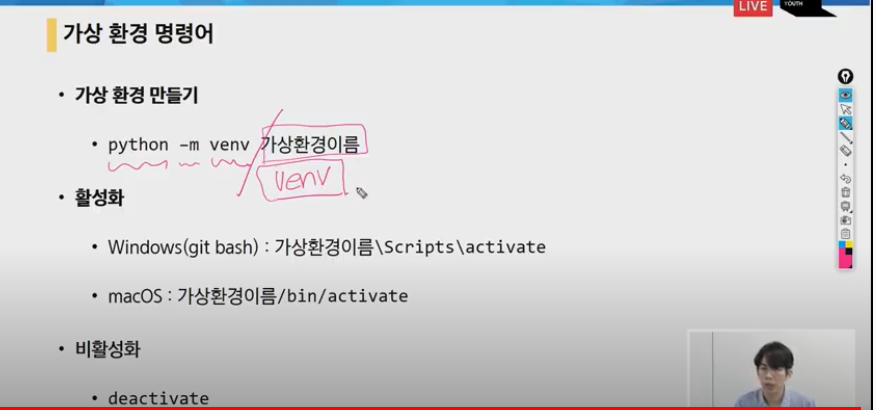 LIVE
YOUTH
가상 환경 명령어
• 가상 환경 만들기
• python -m venv 가상환경이름
venv
• 활성화
• Windows(git bash) : 가상환경이름\Scripts\activate
• macOS : 가상환경이름/bin/activate
• 비활성화
• deactivate